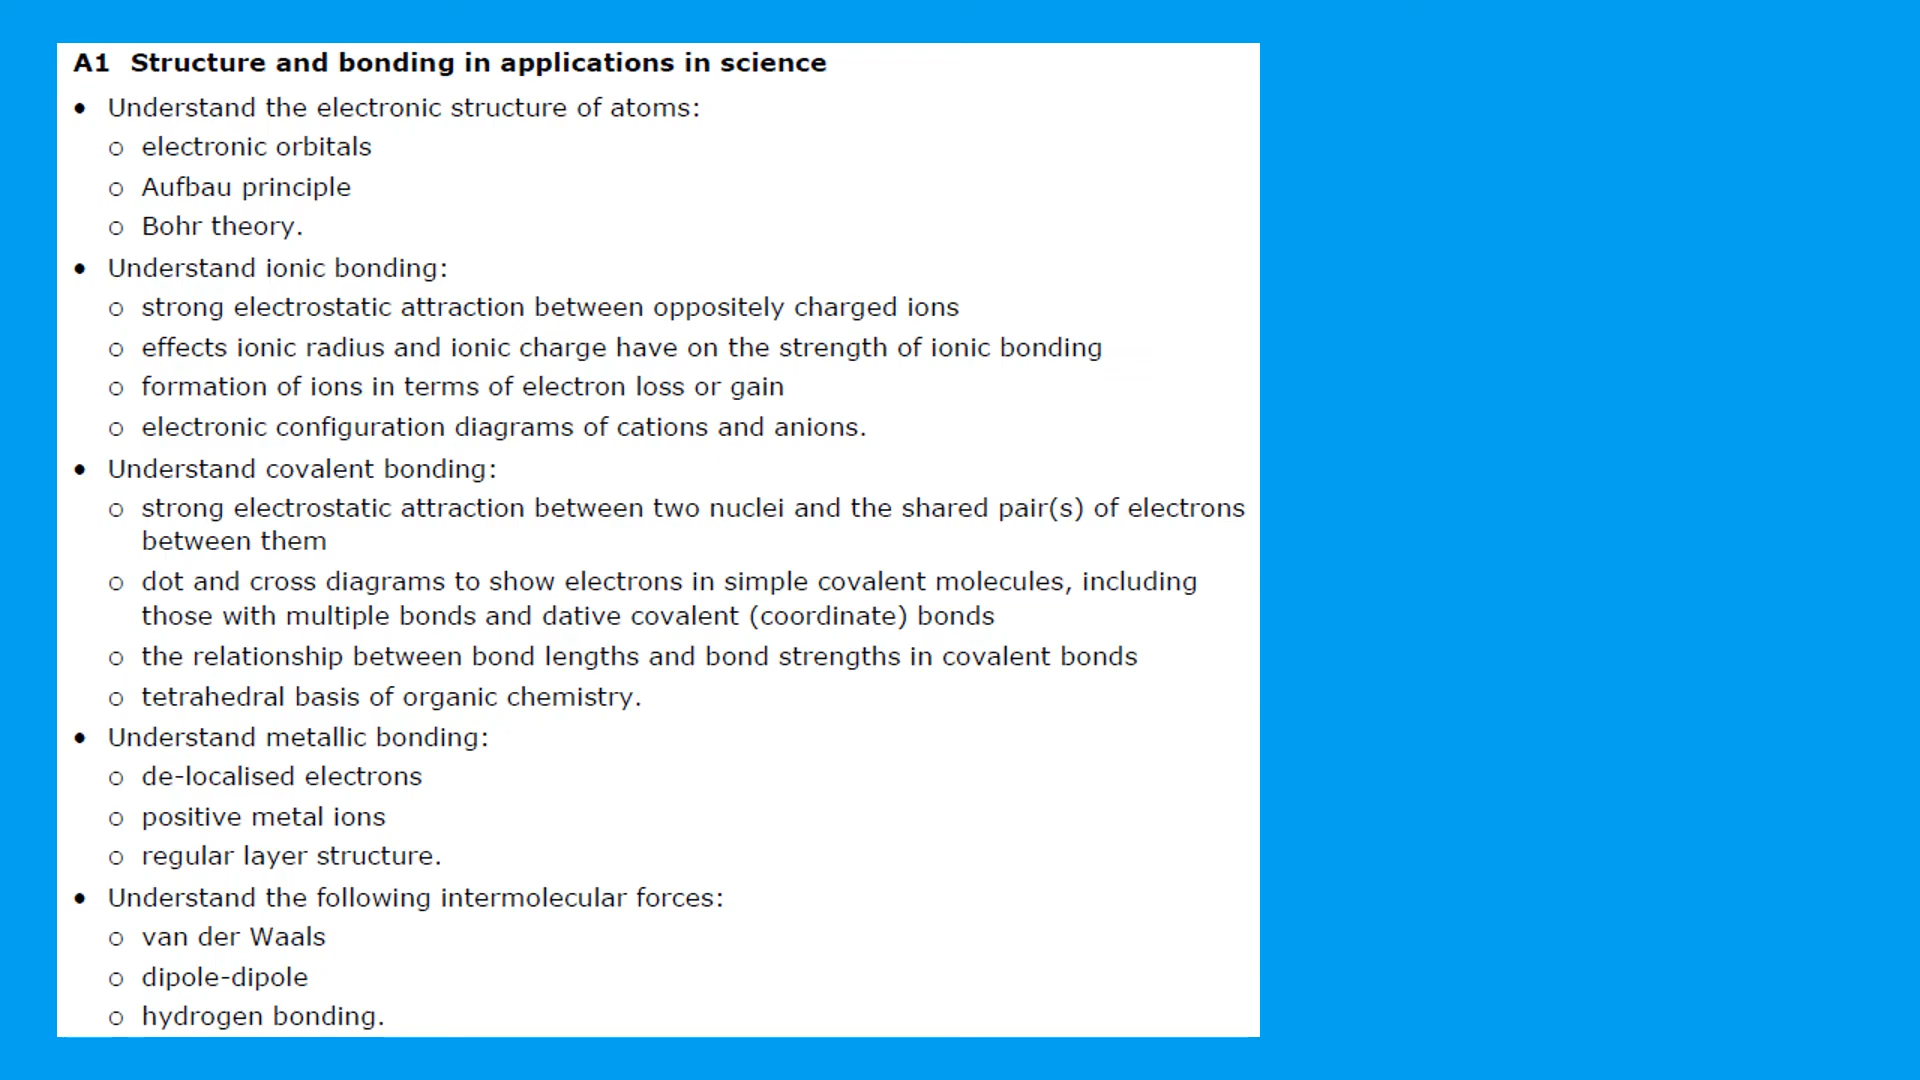 A1 Structure and bonding in applications in science
• Understand the electronic structure of atoms:
o electronic orbitals
o Aufbau principle
o Bohr theory.
• Understand ionic bonding:
o strong electrostatic attraction between oppositely charged ions
o effects ionic radius and ionic charge have on the strength of ionic bonding
o formation of ions in terms of electron loss or gain
o electronic configuration diagrams of cations and anions.
• Understand covalent bonding:
o strong electrostatic attraction between two nuclei and the shared pair(s) of electrons
between them
o dot and cross diagrams to show electrons in simple covalent molecules, including
those with multiple bonds and dative covalent (coordinate) bonds
o the relationship between bond lengths and bond strengths in covalent bonds
o tetrahedral basis of organic chemistry.
• Understand metallic bonding:
o de-localised electrons
o positive metal ions
o regular layer structure.
• Understand the following intermolecular forces:
o van der Waals
o dipole-dipole
o hydrogen bonding.